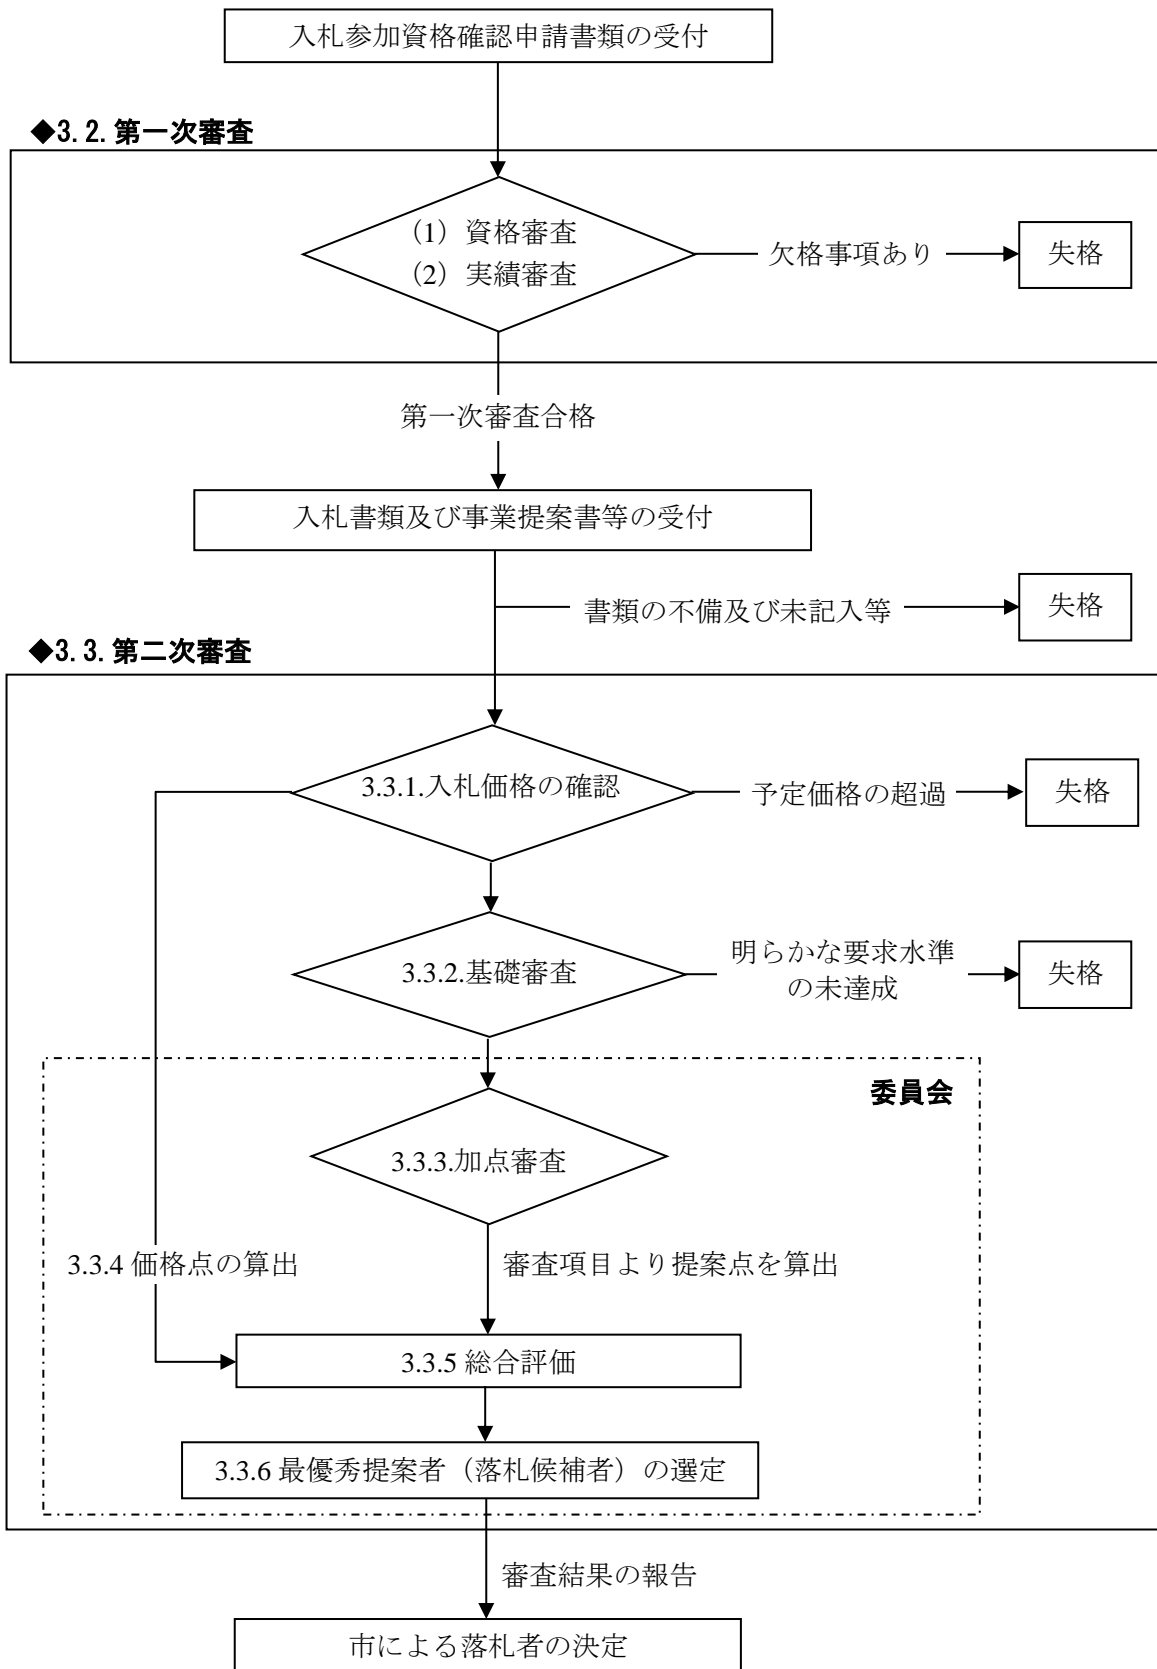 入札参加資格確認申請書類の受付
◆3.2.第一次審査
（1）資格審査
（2）実績審査
欠格事項あり
失格
第一次審査合格
入札書類及び事業提案書等の受付
書類の不備及び未記入等
失格
◆3.3.第二次審査
3.3.1.入札価格の確認
予定価格の超過
失格
3.3.2.基礎審査
明らかな要求水準
の未達成
失格
委員会
3.3.3.加点審査
3.3.4 価格点の算出
審査項目より提案点を算出
3.3.5 総合評価
3.3.6 最優秀提案者（落札候補者）の選定
審査結果の報告
市による落札者の決定